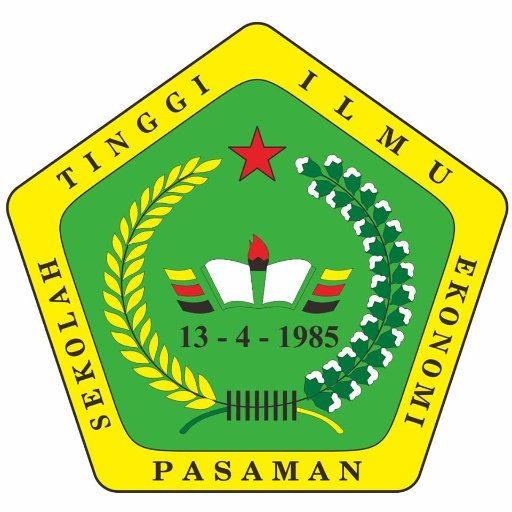 SEKOLAH TINGGI ILMU EKONOMI
13 - 4 - 1985
PASAMAN